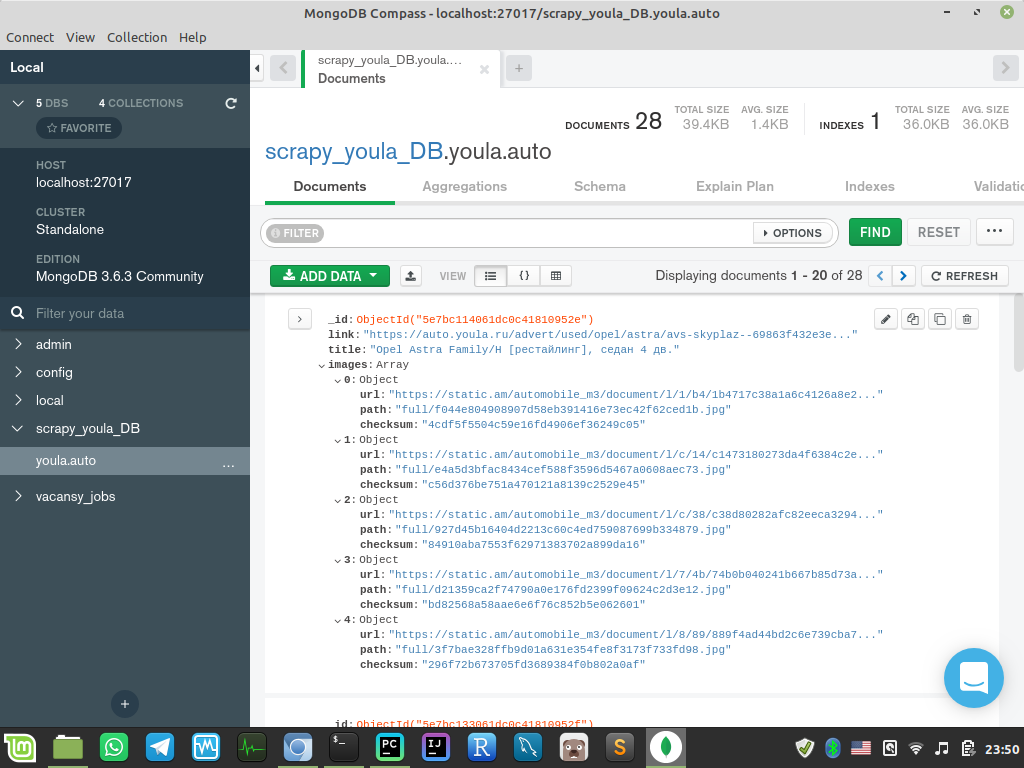 MongoDB Compass - localhost:27017/scrapy_youla_DB.youla.auto
Connect View Collection Help
Local
5 DBS 4 COLLECTIONS
FAVORITE
HOST
localhost:27017
CLUSTER
Standalone
EDITION
MongoDB 3.6.3 Community
Filter your data
admin
config
local
scrapy_youla_DB
youla.auto ...
vacansy_jobs
+
scrapy_youla_DB.youla....
Documents
+
DOCUMENTS 28 TOTAL SIZE 39.4KB AVG. SIZE 1.4KB INDEXES 1 TOTAL SIZE 36.0KB AVG. SIZE 36.0KB
scrapy_youla_DB.youla.auto
Documents Aggregations Schema Explain Plan Indexes Validatio
FILTER OPTIONS FIND RESET ...
ADD DATA VIEW {} Displaying documents 1 - 20 of 28 REFRESH
_id: ObjectId("5e7bc114061dc0c41810952e")
link: "https://auto.youla.ru/advert/used/opel/astra/avs-skyplaz--69863f432e3e..."
title: "Opel Astra Family/H [рестайлинг], седан 4 дв."
images: Array
0: Object
url: "https://static.am/automobile_m3/document/l/1/b4/1b4717c38a1a6c4126a8e2..."
path: "full/f044e804908907d58eb391416e73ec42f62ced1b.jpg"
checksum: "4cdf5f5504c59e16fd4906ef36249c05"
1: Object
url: "https://static.am/automobile_m3/document/l/c/14/c1473180273da4f6384c2e..."
path: "full/e4a5d3bfac8434cef588f3596d5467a0608aec73.jpg"
checksum: "c56d376be751a470121a8139c2529e45"
2: Object
url: "https://static.am/automobile_m3/document/l/c/38/c38d80282afc82eeca3294..."
path: "full/927d45b16404d2213c60c4ed759087699b334879.jpg"
checksum: "84910aba7553f62971383702a899da16"
3: Object
url: "https://static.am/automobile_m3/document/l/7/4b/74b0b040241b667b85d73a..."
path: "full/d21359ca2f74790a0e176fd2399f09624c2d3e12.jpg"
checksum: "bd82568a58aae6e6f76c852b5e062601"
4: Object
url: "https://static.am/automobile_m3/document/l/8/89/889f4ad44bd2c6e739cba7..."
path: "full/3f7bae328ffb9d01a631e354fe8f3173f733fd98.jpg"
checksum: "296f72b673705fd3689384f0b802a0af"
_id: ObjectId("5e7bc133061dc0c41810952f")
$_ PC IJ R S 23:50